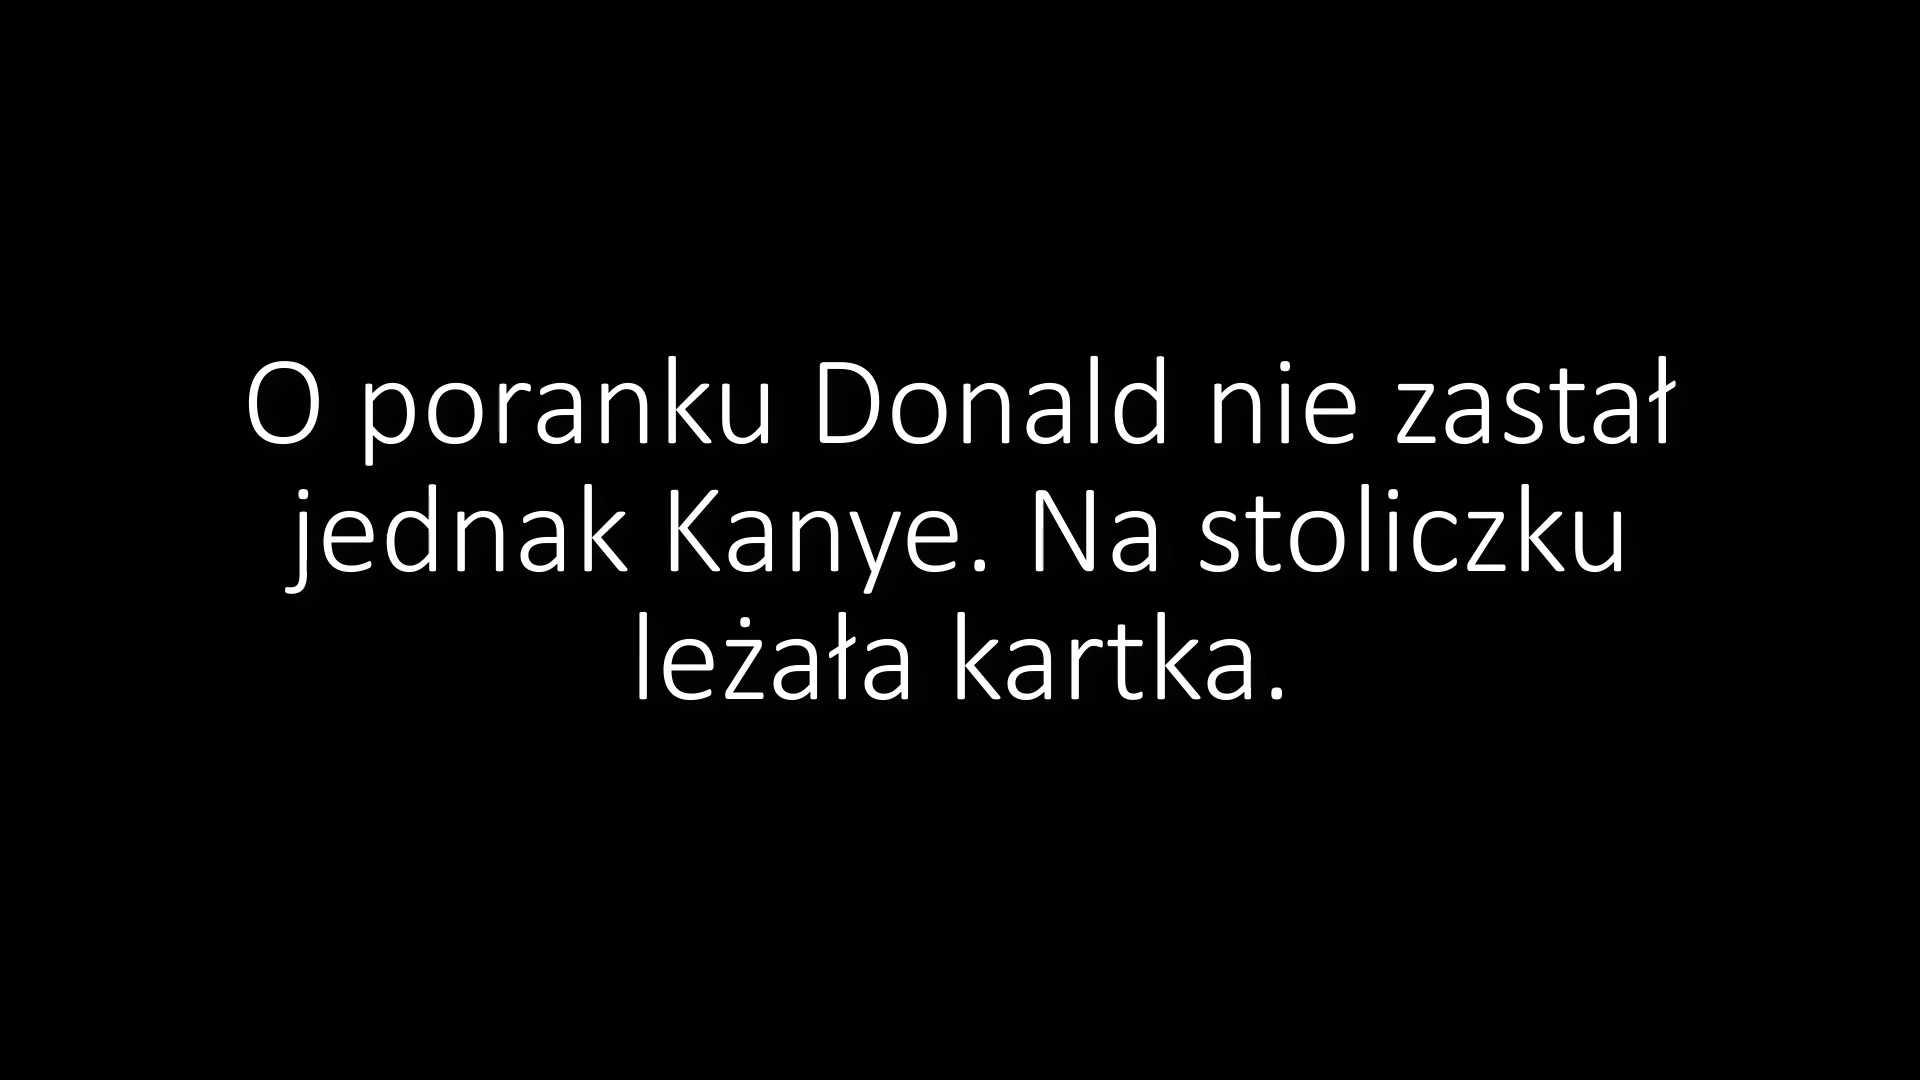 O poranku Donald nie zastał
jednak Kanye. Na stoliczku
leżała kartka.